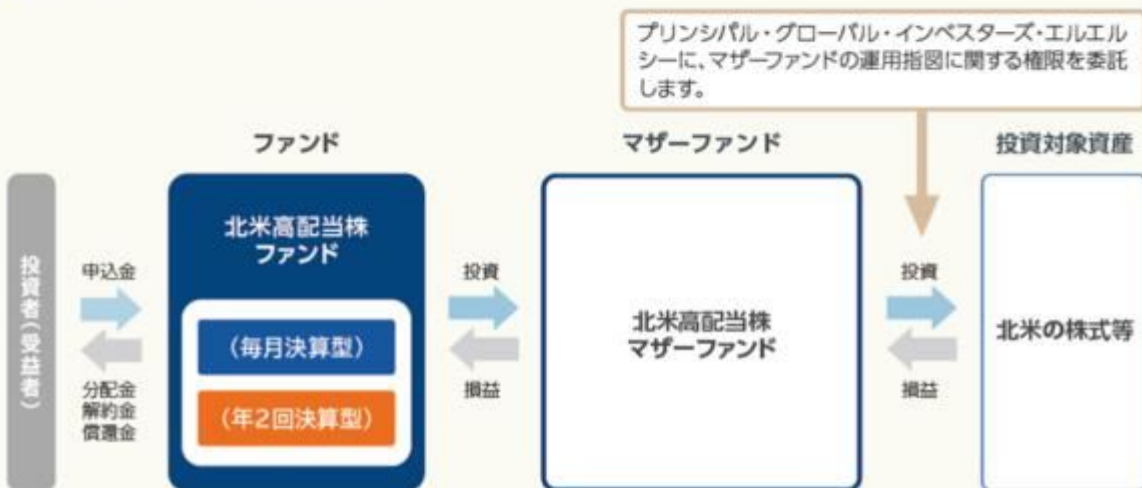 プリンシパル・グローバル・インベスターズ・エルエル
シーに、マザーファンドの運用指図に関する権限を委託
します。
ファンド
マザーファンド
投資対象資産
投資者（受益者）
申込金
分配金
解約金
償還金
北米高配当株
ファンド
（毎月決算型）
（年2回決算型）
投資
損益
北米高配当株
マザーファンド
投資
損益
北米の株式等